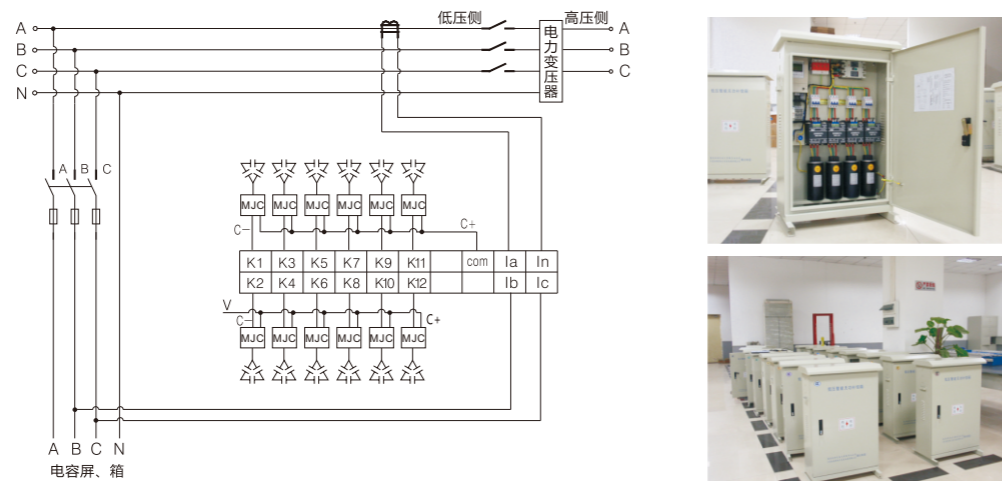 低压侧
高压侧
A
A
B
B
C
C
N
电力变压器
A B C
MJC MJC MJC MJC MJC MJC
C− C+
K1 K3 K5 K7 K9 K11 com Ia In
K2 K4 K6 K8 K10 K12 Ib Ic
V
C− C+
MJC MJC MJC MJC MJC MJC
A B C N
电容屏、箱